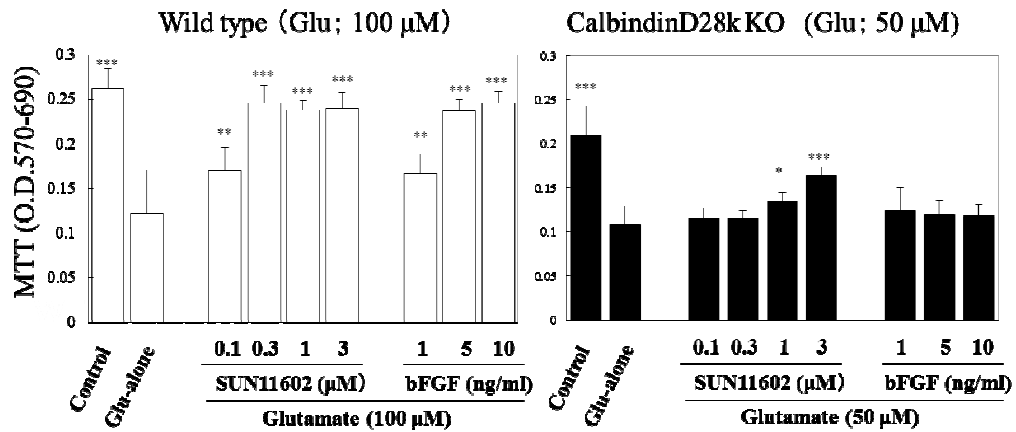 Wild type (Glu; 100 μM)
CalbindinD28k KO (Glu; 50 μM)
MTT (O.D.570-690)
0.3
0.25
0.2
0.15
0.1
0.05
0
***
**
***
***
***
**
***
***
Control
Glu-alone
0.1 0.3 1 3
1 5 10
SUN11602 (μM)
bFGF (ng/ml)
Glutamate (100 μM)
0.3
0.25
0.20
0.15
0.10
0.05
0
***
*
***
Control
Glu-alone
0.1 0.3 1 3
1 5 10
SUN11602 (μM)
bFGF (ng/ml)
Glutamate (50 μM)